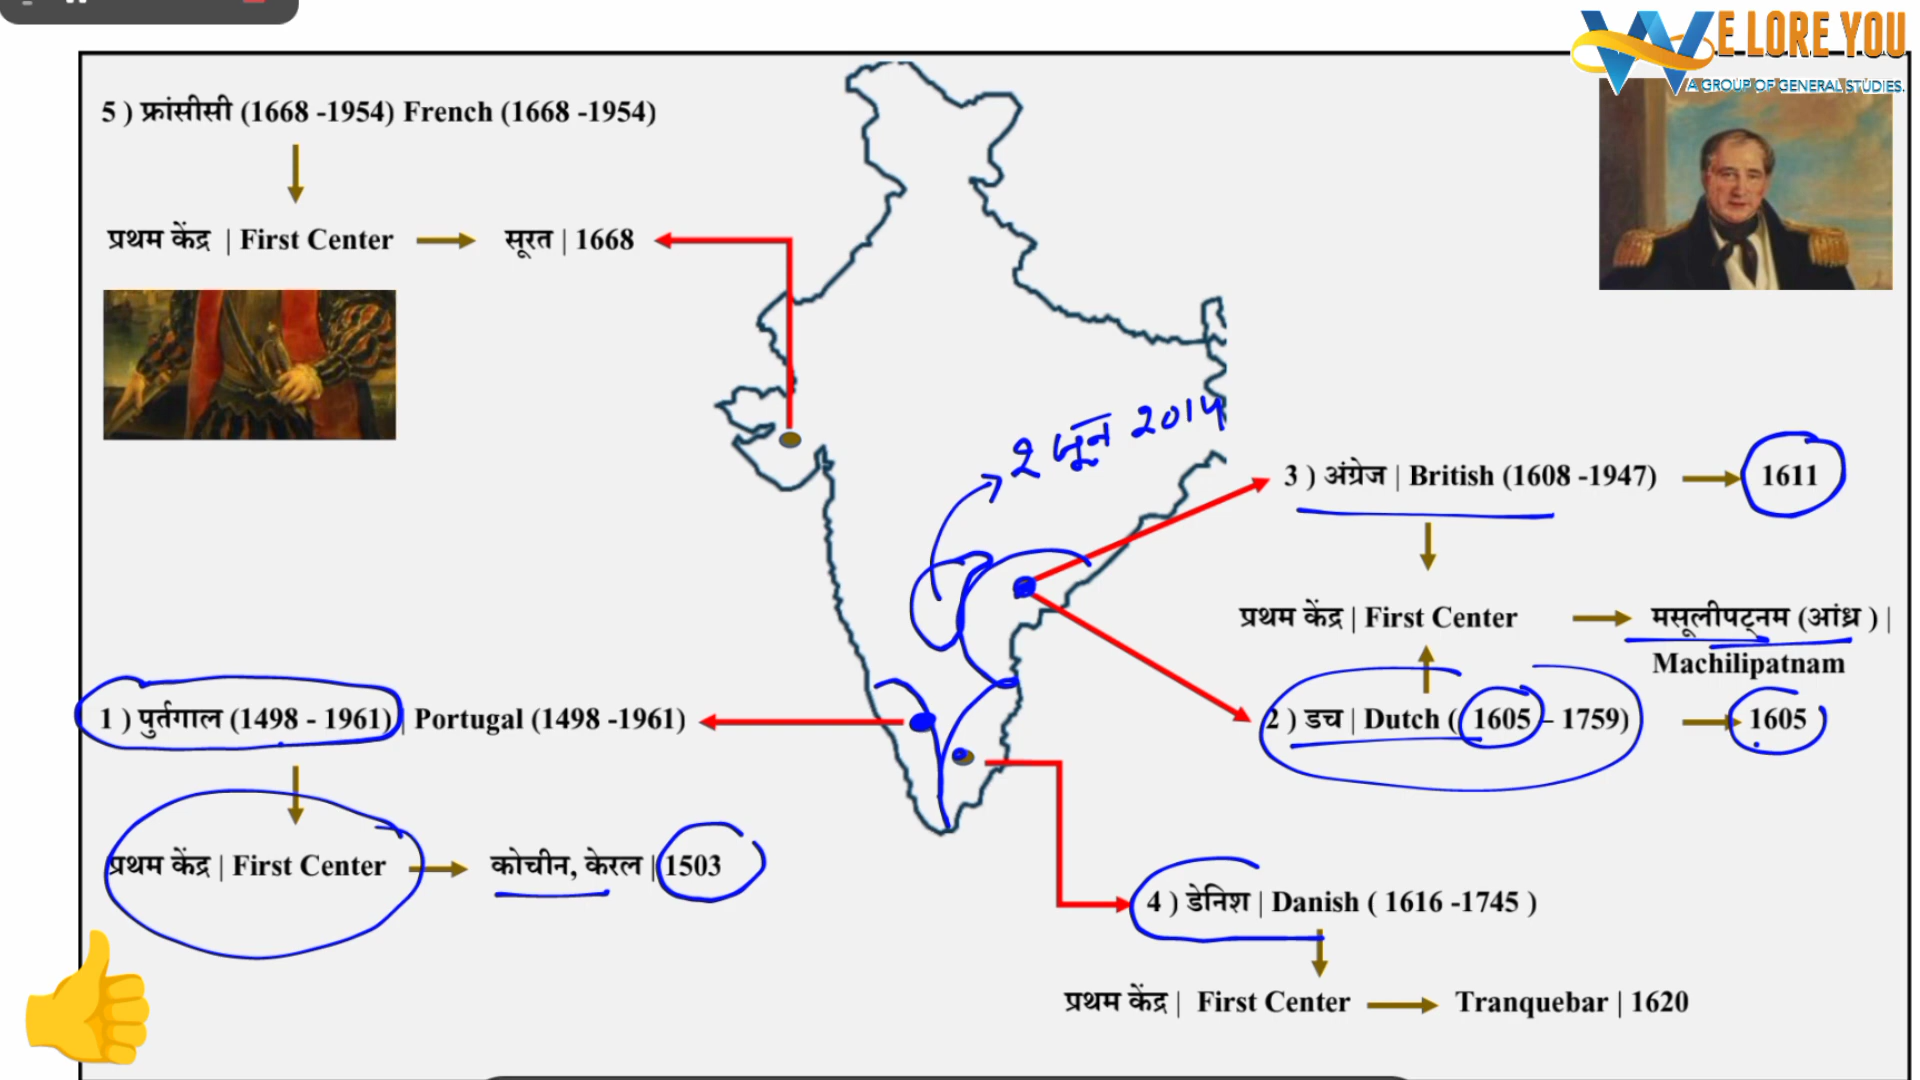 WE LORE YOU
A GROUP OF GENERAL STUDIES.
5 ) फ्रांसीसी (1668 -1954) French (1668 -1954)
प्रथम केंद्र | First Center
सूरत | 1668
2 जून 2014
3 ) अंग्रेज | British (1608 -1947)
1611
प्रथम केंद्र | First Center
मसूलीपट्नम (आंध्र ) |
Machilipatnam
1 ) पुर्तगाल (1498 - 1961) | Portugal (1498 -1961)
2 ) डच | Dutch ( 1605 – 1759)
1605
प्रथम केंद्र | First Center
कोचीन, केरल | 1503
4 ) डेनिश | Danish ( 1616 -1745 )
प्रथम केंद्र | First Center
Tranquebar | 1620